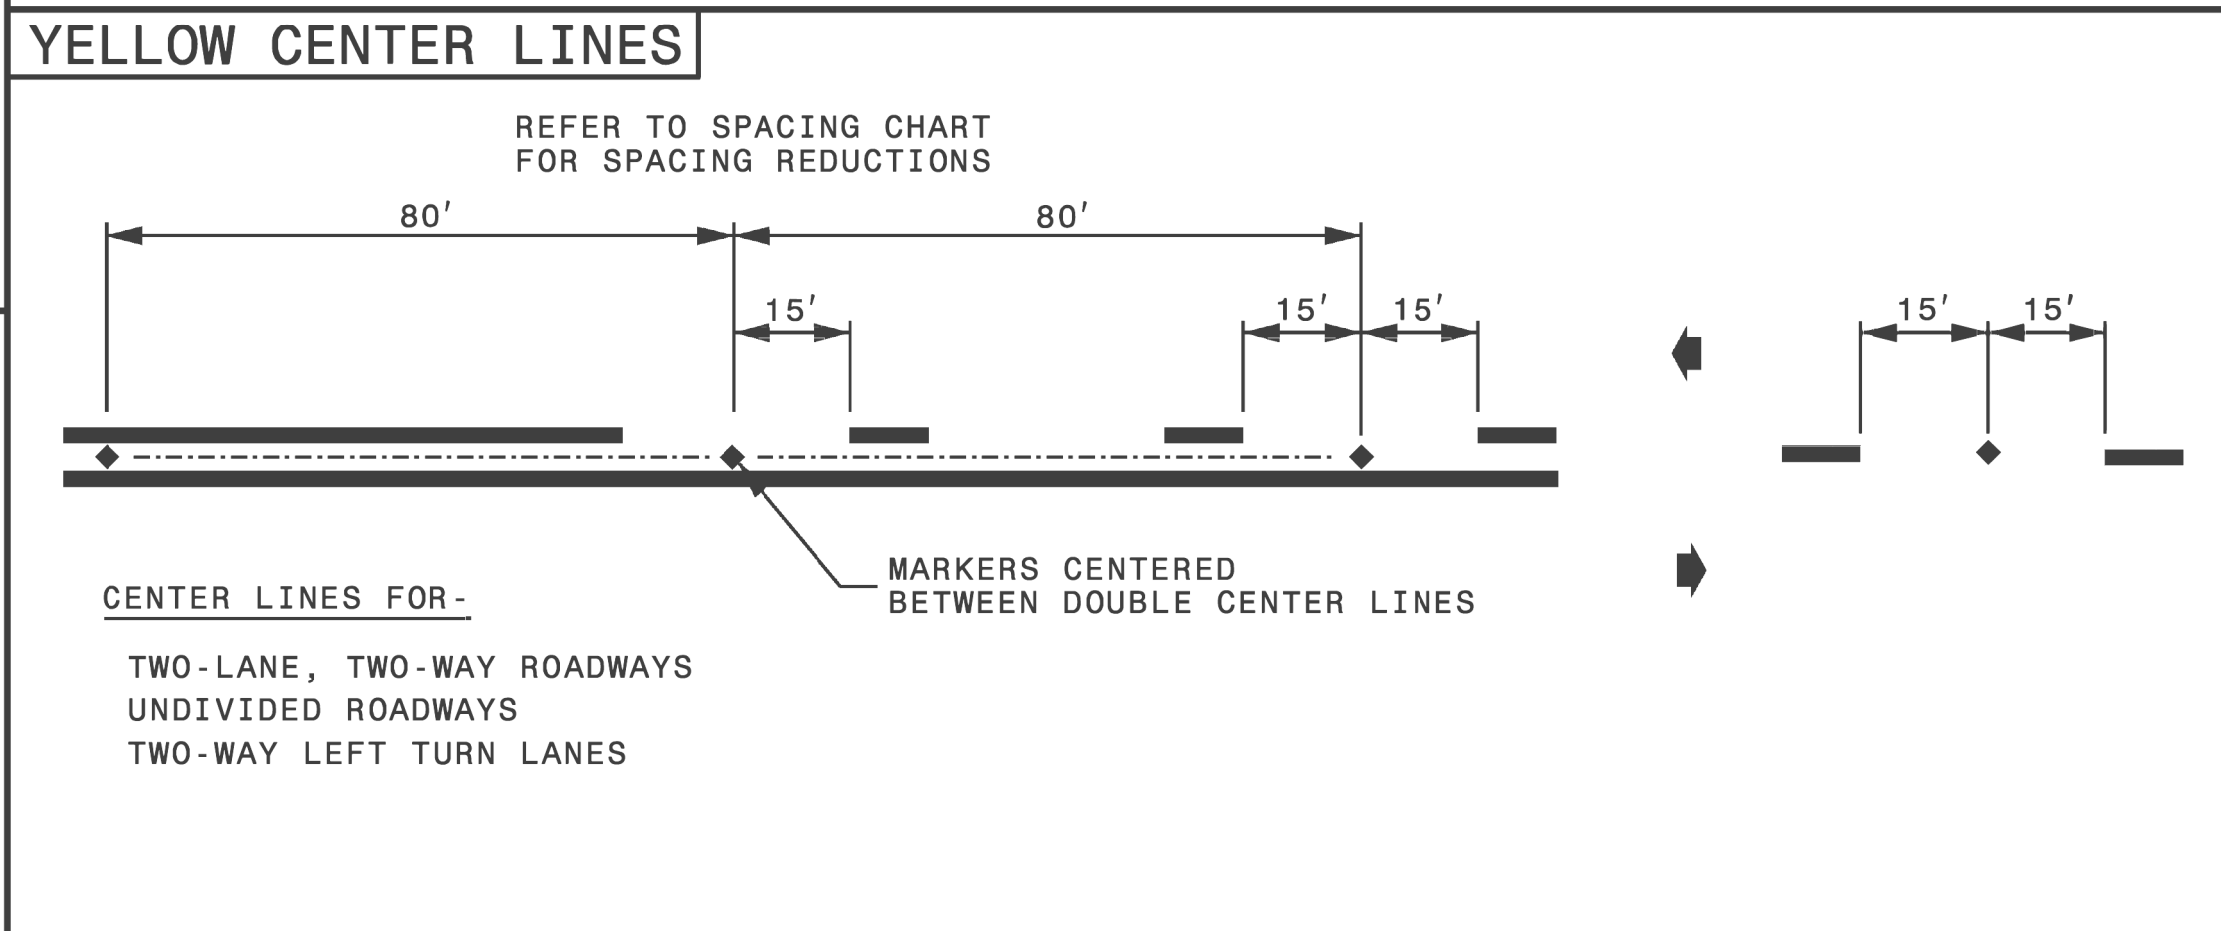 YELLOW CENTER LINES
REFER TO SPACING CHART
FOR SPACING REDUCTIONS
80'
80'
15'
15'
15'
15'
15'
MARKERS CENTERED
BETWEEN DOUBLE CENTER LINES
CENTER LINES FOR-
TWO-LANE, TWO-WAY ROADWAYS
UNDIVIDED ROADWAYS
TWO-WAY LEFT TURN LANES